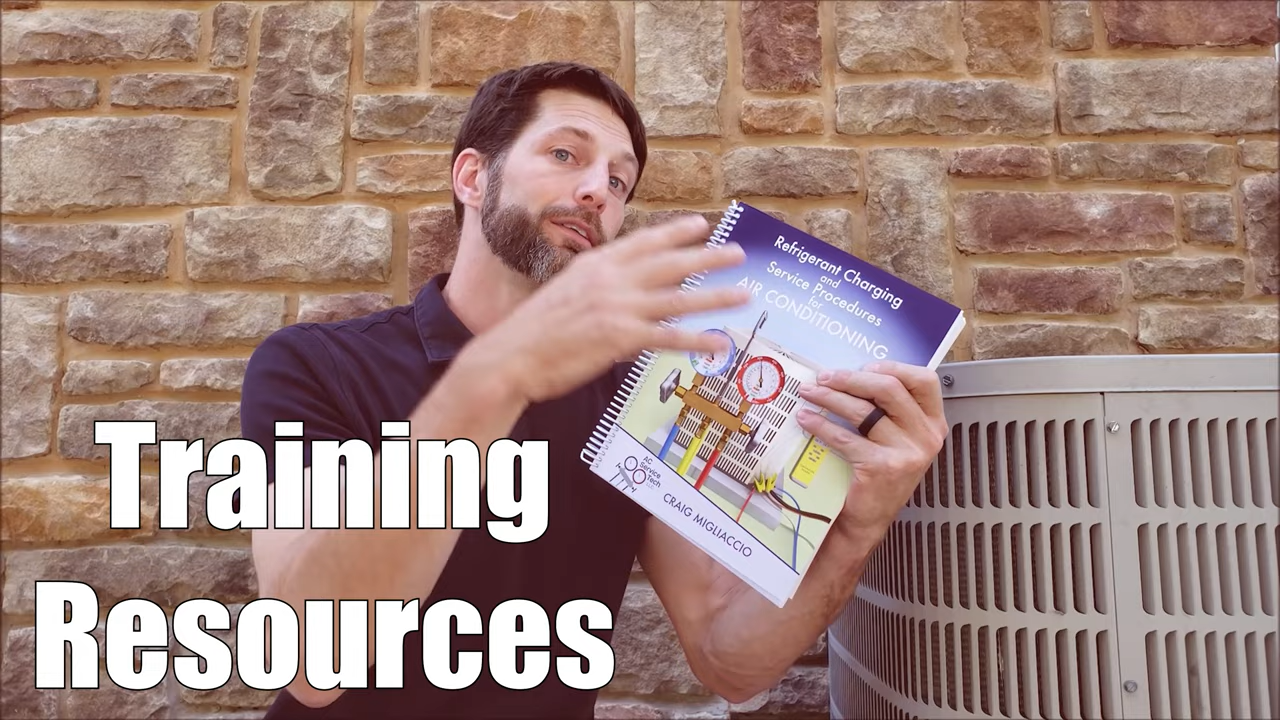 Refrigerant Charging
and
Service Procedures
for
AIR CONDITIONING
AC
Service
Tech
CRAIG MIGLIACCIO
Training
Resources